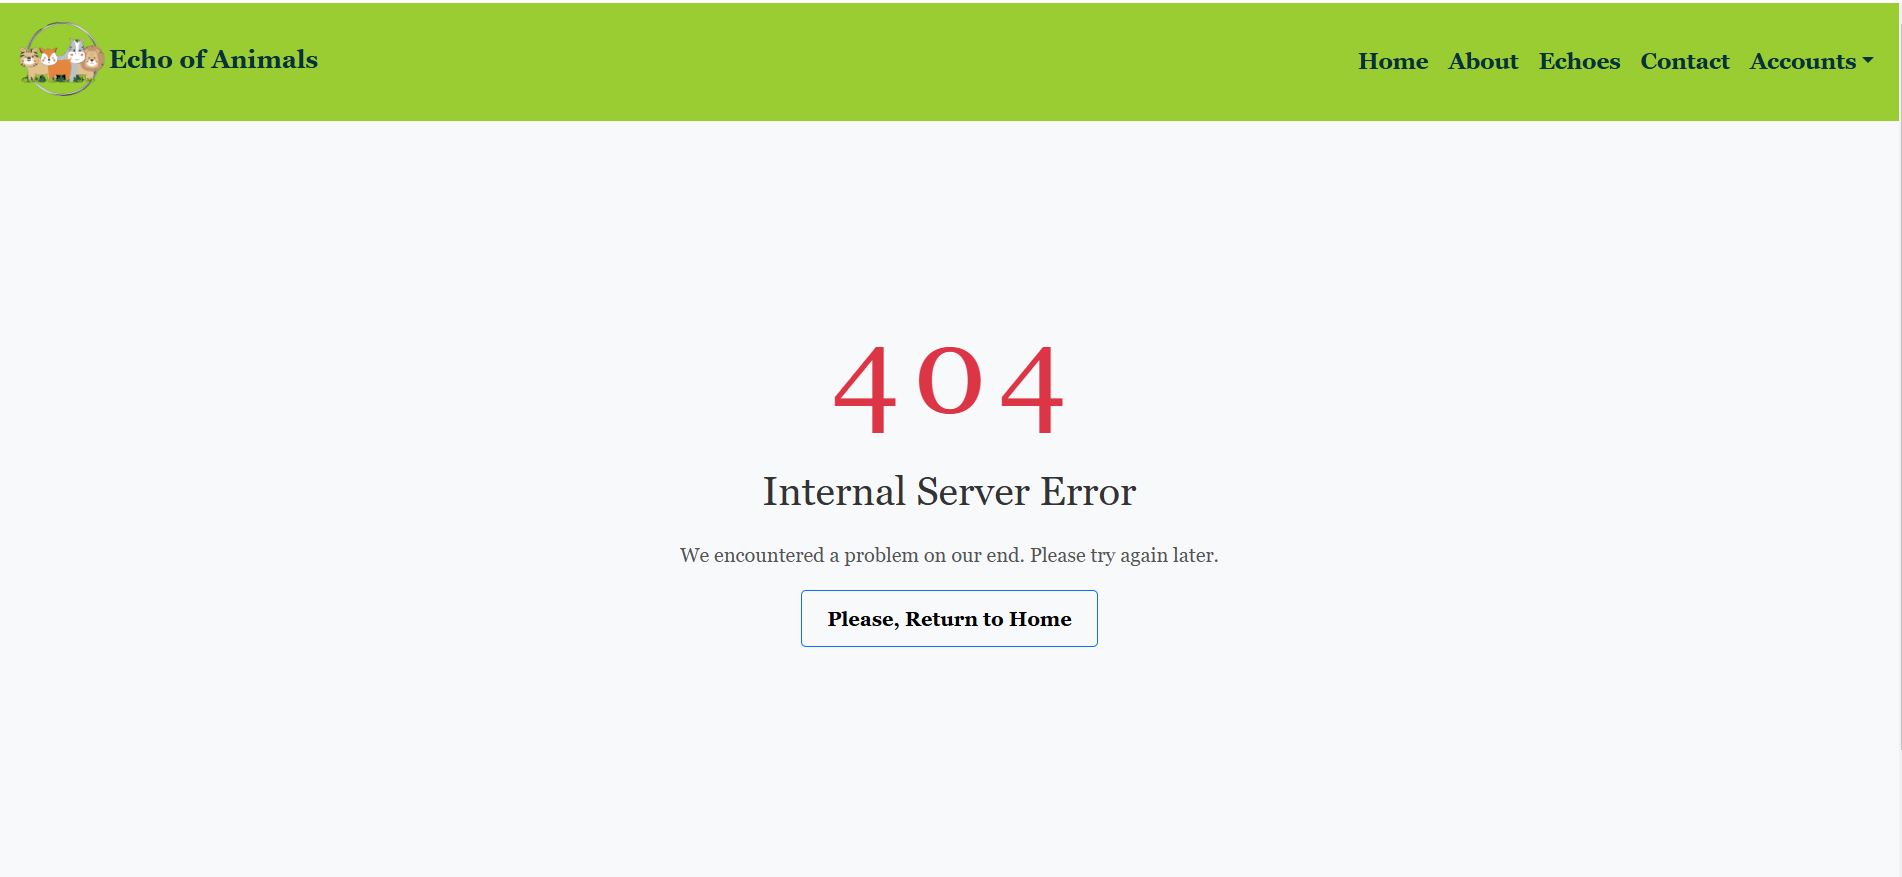 Echo of Animals
Home About Echoes Contact Accounts
404
Internal Server Error
We encountered a problem on our end. Please try again later.
Please, Return to Home